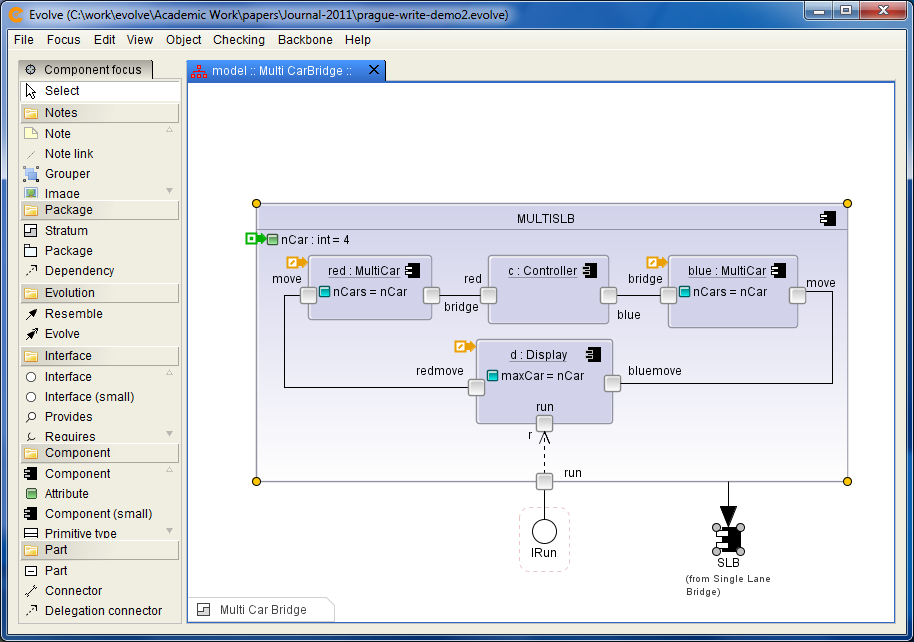 Evolve (C:\work\evolve\Academic Work\papers\Journal-2011\prague-write-demo2.evolve)
File Focus Edit View Object Checking Backbone Help
Component focus
Select
Notes
Note
Note link
Grouper
Image
Package
Stratum
Package
Dependency
Evolution
Resemble
Evolve
Interface
Interface
Interface (small)
Provides
Requires
Component
Component
Attribute
Component (small)
Primitive type
Part
Part
Connector
Delegation connector
model :: Multi CarBridge ::
MULTISLB
nCar : int = 4
red : MultiCar
nCars = nCar
move
bridge
red
c : Controller
blue
bridge
blue : MultiCar
nCars = nCar
move
redmove
d : Display
maxCar = nCar
bluemove
run
r
run
IRun
SLB
(from Single Lane
Bridge)
Multi Car Bridge